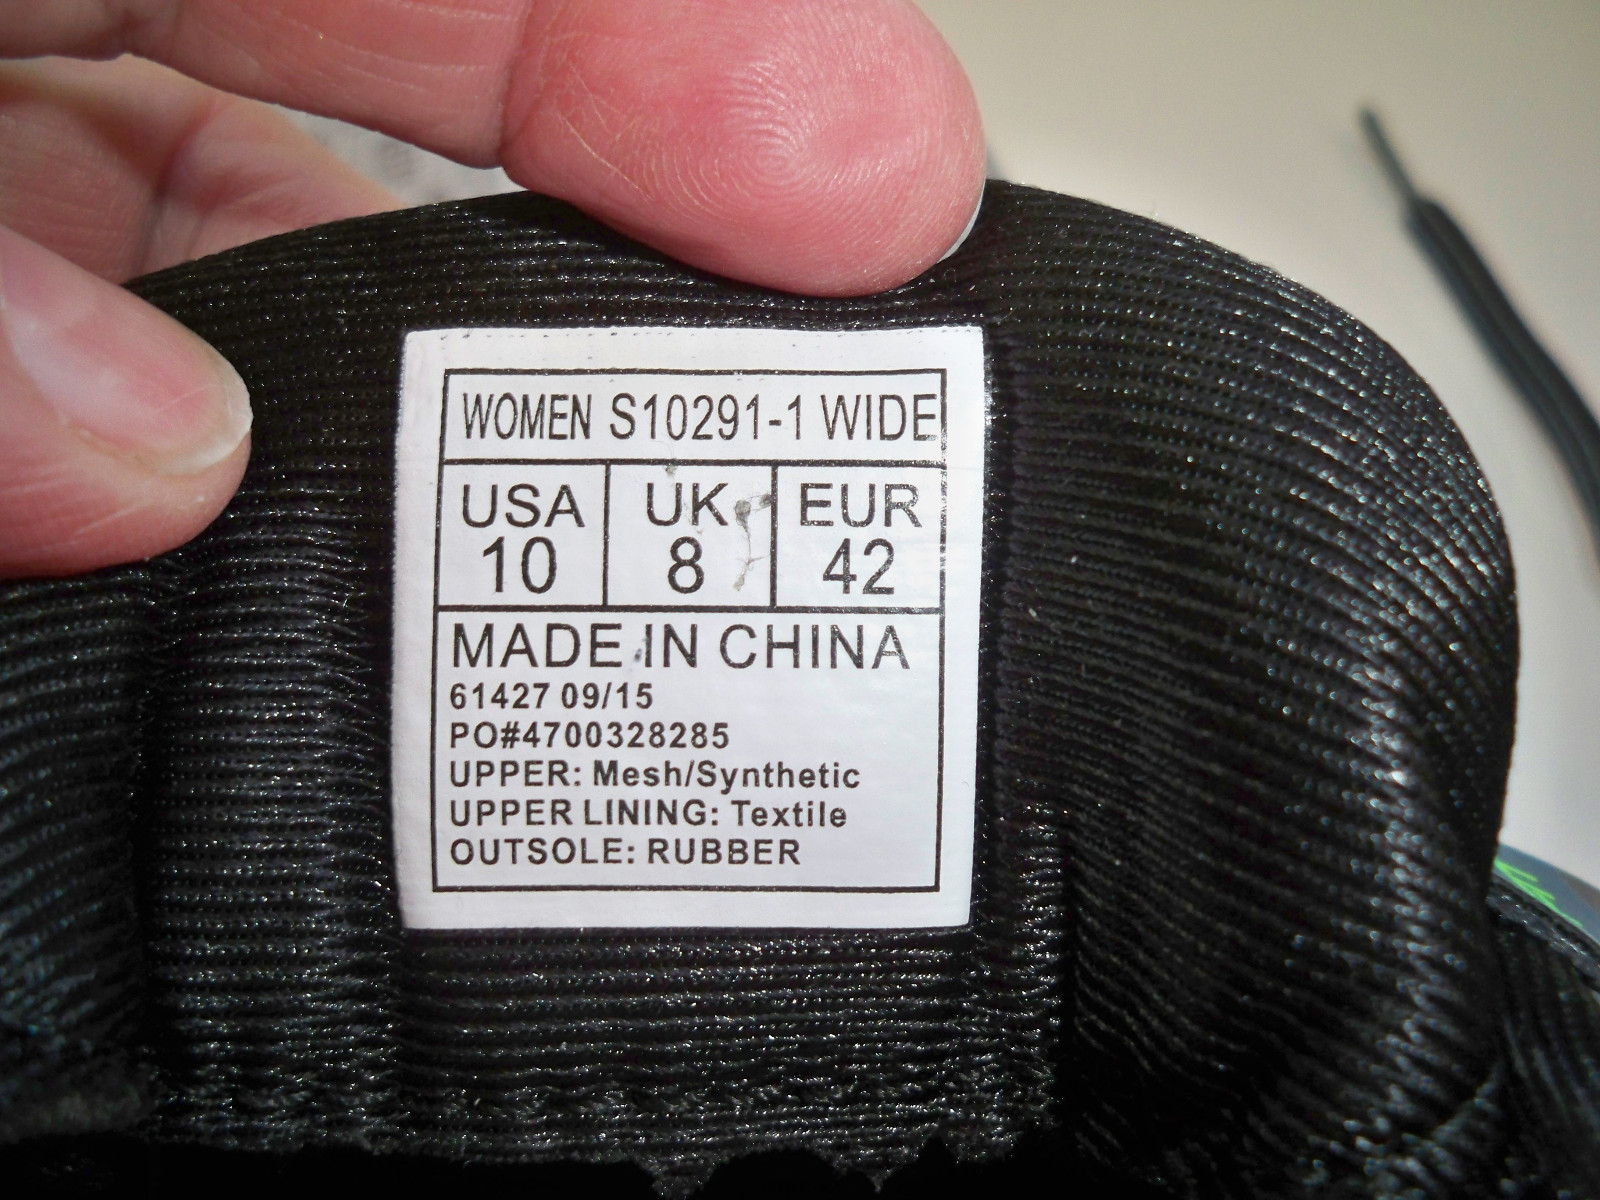 WOMEN S10291-1 WIDE
USA UK EUR
10 8 42
MADE IN CHINA
61427 09/15
PO#4700328285
UPPER: Mesh/Synthetic
UPPER LINING: Textile
OUTSOLE: RUBBER